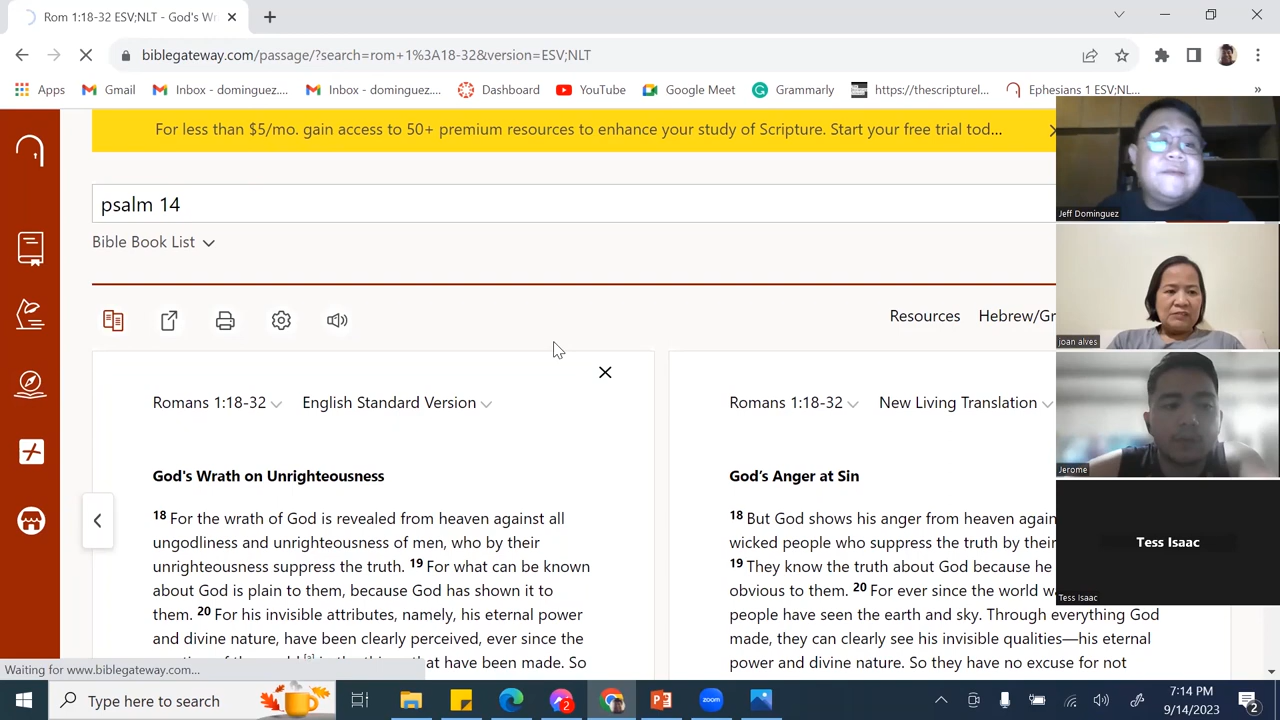 Rom 1:18-32 ESV;NLT - God's Wr
biblegateway.com/passage/?search=rom+1%3A18-32&version=ESV;NLT
Apps Gmail Inbox - dominguez.... Inbox - dominguez.... Dashboard YouTube Google Meet Grammarly https://thescripturel... Ephesians 1 ESV;NL... »
For less than $5/mo. gain access to 50+ premium resources to enhance your study of Scripture. Start your free trial tod...
psalm 14
Bible Book List
Resources Hebrew/Gr
Romans 1:18-32 English Standard Version
God's Wrath on Unrighteousness
18 For the wrath of God is revealed from heaven against all
ungodliness and unrighteousness of men, who by their
unrighteousness suppress the truth. 19 For what can be known
about God is plain to them, because God has shown it to
them. 20 For his invisible attributes, namely, his eternal power
and divine nature, have been clearly perceived, ever since the
that have been made. So
Romans 1:18-32 New Living Translation
God's Anger at Sin
18 But God shows his anger from heaven again
wicked people who suppress the truth by their
19 They know the truth about God because he
obvious to them. 20 For ever since the world w
people have seen the earth and sky. Through everything God
made, they can clearly see his invisible qualities—his eternal
power and divine nature. So they have no excuse for not
Jeff Dominguez
joan alves
Jerome
Tess Isaac
Tess Isaac
Waiting for www.biblegateway.com...
Type here to search
2
zoom
7:14 PM
9/14/2023
2